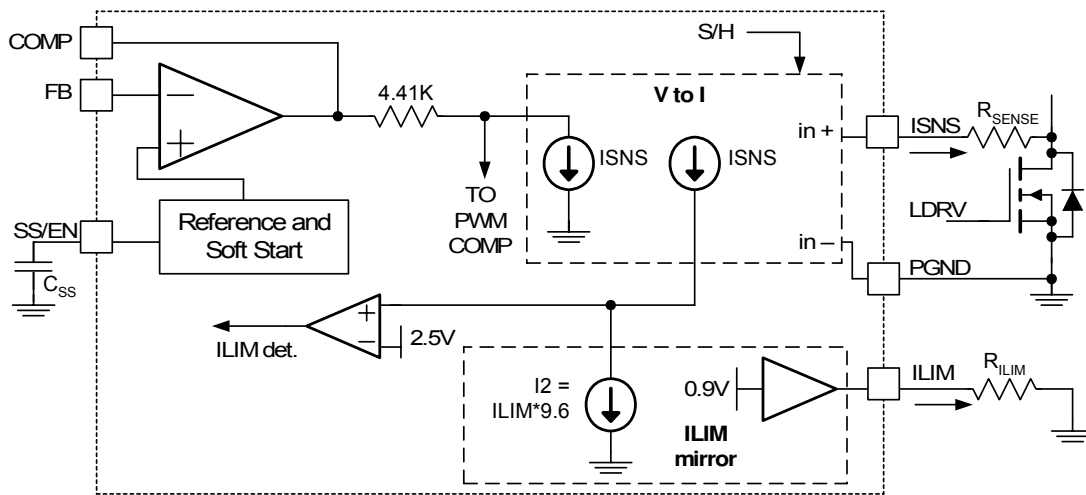 COMP
FB
4.41K
S/H
V to I
ISNS
ISNS
in +
in –
ISNS
RSENSE
LDRV
PGND
TO
PWM
COMP
Reference and
Soft Start
SS/EN
CSS
ILIM det.
2.5V
I2 =
ILIM*9.6
0.9V
ILIM
mirror
ILIM
RILIM